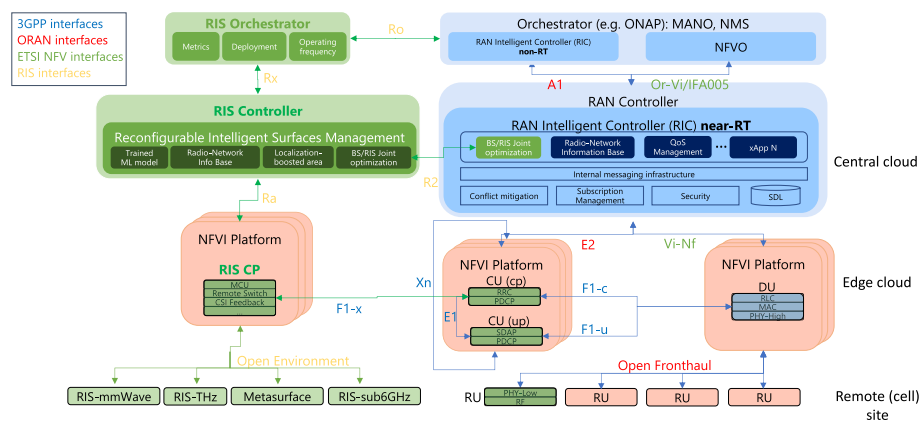 3GPP interfaces
ORAN interfaces
ETSI NFV interfaces
RIS interfaces
RIS Orchestrator
Metrics
Deployment
Operating
frequency
Ro
Orchestrator (e.g. ONAP): MANO, NMS
RAN Intelligent Controller (RIC)
non-RT
NFVO
Rx
A1
Or-Vi/IFA005
RIS Controller
Reconfigurable Intelligent Surfaces Management
Trained
ML model
Radio-Network
Info Base
Localization-
boosted area
BS/RIS Joint
optimization
R2
RAN Controller
RAN Intelligent Controller (RIC) near-RT
BS/RIS Joint
optimization
Radio-Network
Information Base
QoS
Management
...
xApp N
Internal messaging infrastructure
Conflict mitigation
Subscription
Management
Security
SDL
Central cloud
Ra
NFVI Platform
RIS CP
MCU
Remote Switch
CSI Feedback
...
F1-x
Xn
E2
Vi-Nf
NFVI Platform
CU (cp)
RRC
PDCP
E1
CU (up)
SDAP
PDCP
F1-c
F1-u
NFVI Platform
DU
RLC
MAC
PHY-High
Edge cloud
Open Environment
Open Fronthaul
RIS-mmWave
RIS-THz
Metasurface
RIS-sub6GHz
RU
PHY-Low
RF
RU
RU
RU
Remote (cell)
site